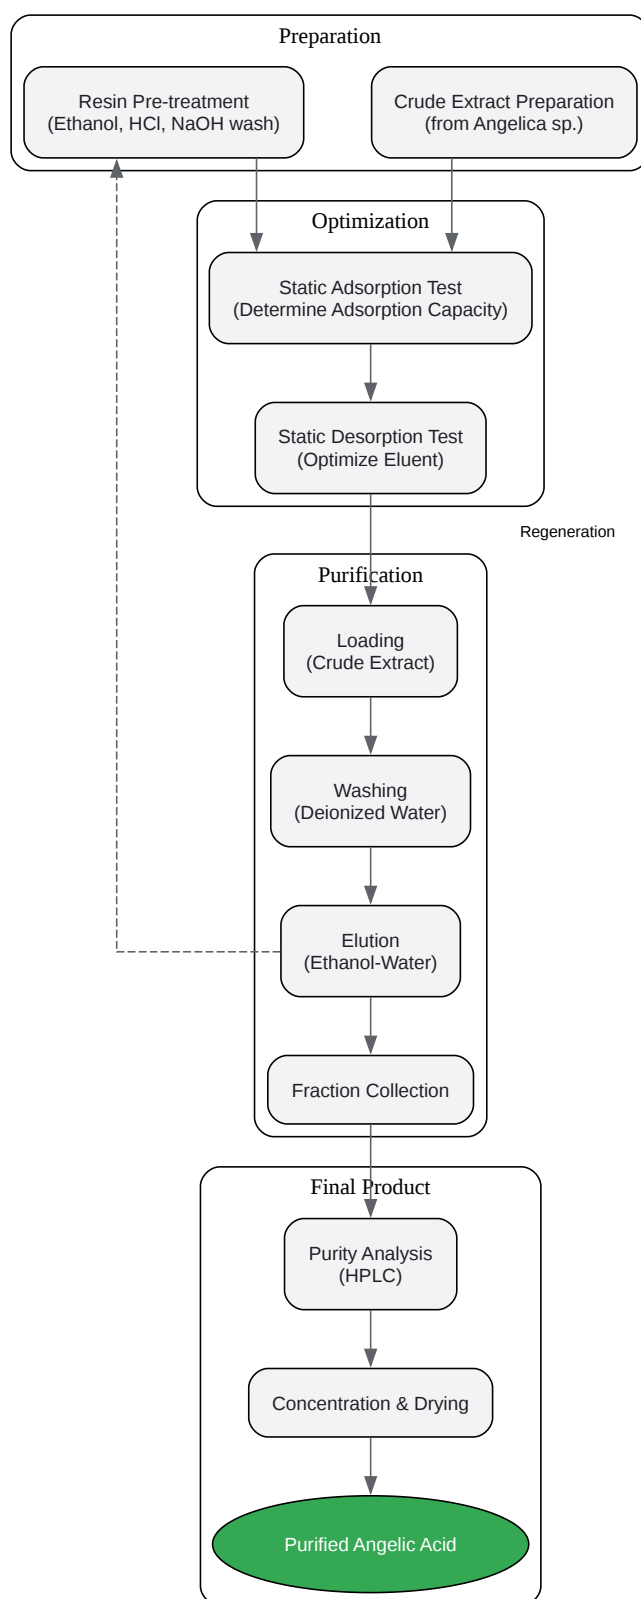 Preparation
Resin Pre-treatment
(Ethanol, HCl, NaOH wash)
Crude Extract Preparation
(from Angelica sp.)
Optimization
Static Adsorption Test
(Determine Adsorption Capacity)
Static Desorption Test
(Optimize Eluent)
Regeneration
Purification
Loading
(Crude Extract)
Washing
(Deionized Water)
Elution
(Ethanol-Water)
Fraction Collection
Final Product
Purity Analysis
(HPLC)
Concentration & Drying
Purified Angelic Acid